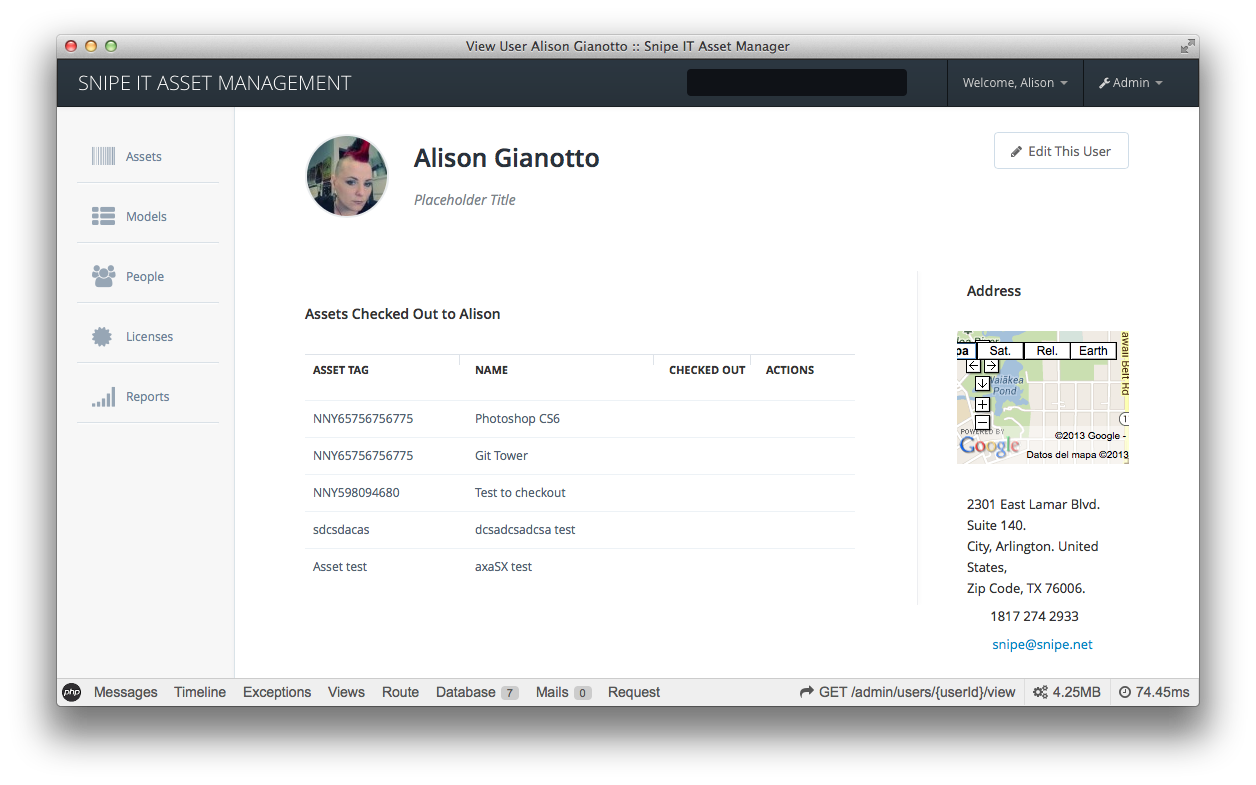 View User Alison Gianotto :: Snipe IT Asset Manager
SNIPE IT ASSET MANAGEMENT
Welcome, Alison
Admin
Assets
Models
People
Licenses
Reports
Alison Gianotto
Placeholder Title
Edit This User
Assets Checked Out to Alison
ASSET TAG NAME CHECKED OUT ACTIONS
NNY65756756775 Photoshop CS6
NNY65756756775 Git Tower
NNY598094680 Test to checkout
sdcsdacas dcsadcsadcsa test
Asset test axaSX test
Address
pa Sat. Rel. Earth
Waiākea
Pond
awaii Belt Rd
1
POWERED BY
Google
©2013 Google -
Datos del mapa ©2013
2301 East Lamar Blvd.
Suite 140.
City, Arlington. United
States,
Zip Code, TX 76006.
1817 274 2933
snipe@snipe.net
php Messages Timeline Exceptions Views Route Database 7 Mails 0 Request GET /admin/users/{userId}/view 4.25MB 74.45ms